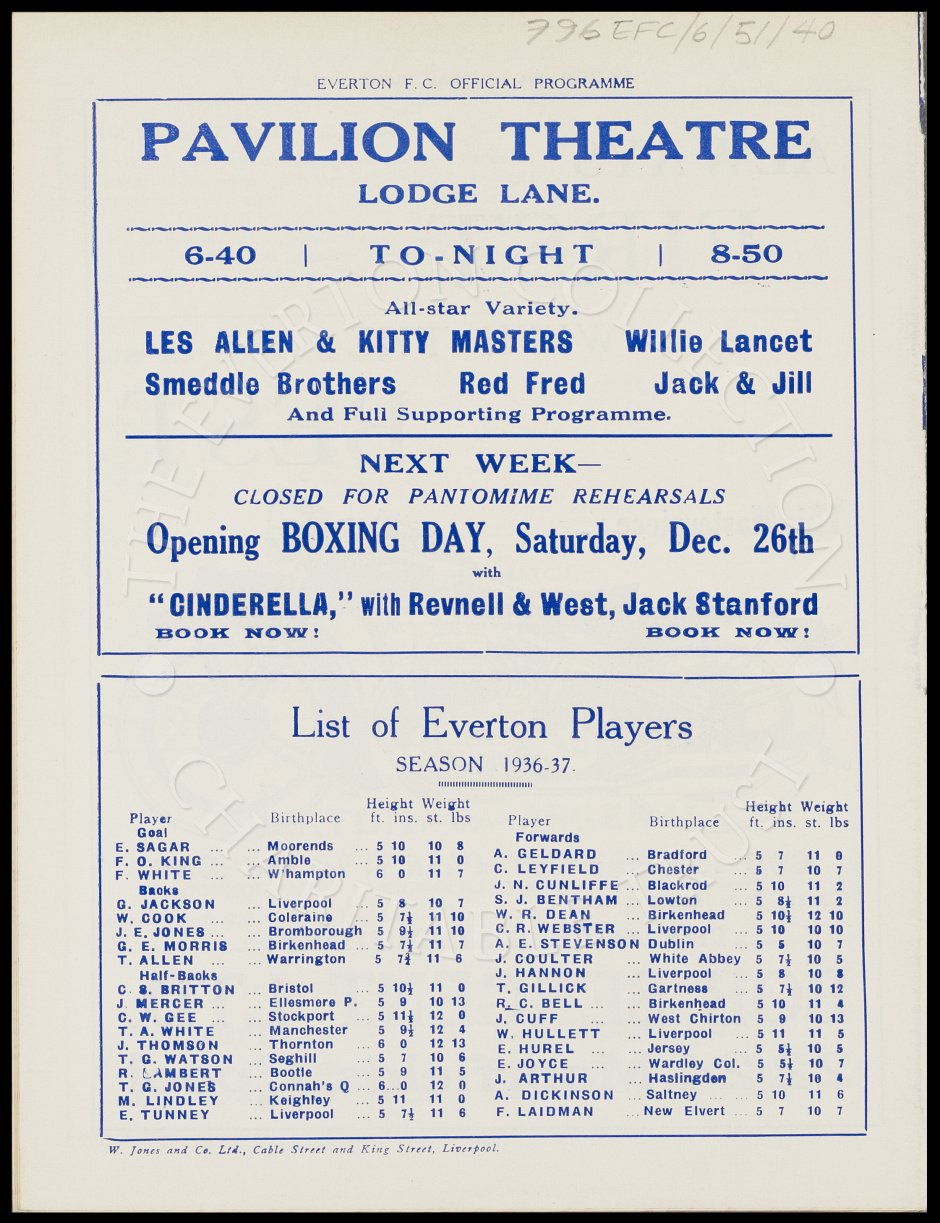 796 EFC/6/51/40
EVERTON F.C. OFFICIAL PROGRAMME
PAVILION THEATRE
LODGE LANE.
6-40 | TO-NIGHT | 8-50
All-star Variety.
LES ALLEN & KITTY MASTERS Willie Lancet
Smeddle Brothers Red Fred Jack & Jill
And Full Supporting Programme.
NEXT WEEK—
CLOSED FOR PANTOMIME REHEARSALS
Opening BOXING DAY, Saturday, Dec. 26th
with
"CINDERELLA," with Revnell & West, Jack Stanford
BOOK NOW! BOOK NOW!
List of Everton Players
SEASON 1936-37.
Height Weight
Player Birthplace ft. ins. st. lbs
Goal
E. SAGAR ... ... Moorends ... 5 10 10 8
F. O. KING ... ... Amble ... 5 10 11 0
F. WHITE ... ... W'hampton ... 6 0 11 7
Backs
G. JACKSON ... Liverpool ... 5 8 10 7
W. COOK ... ... Coleraine ... 5 7½ 11 10
J. E. JONES ... ... Bromborough 5 9½ 11 10
G. E. MORRIS ... Birkenhead ... 5 7½ 11 1
T. ALLEN ... ... Warrington ... 5 7¾ 11 6
Half-Backs
C. S. BRITTON ... Bristol ... 5 10½ 11 0
J. MERCER ... ... Ellesmere P. 5 9 10 13
C. W. GEE ... ... Stockport ... 5 11½ 12 0
T. A. WHITE ... Manchester ... 5 9½ 12 4
J. THOMSON ... Thornton ... 6 0 12 13
T. G. WATSON ... Seghill ... 5 7 10 6
R. LAMBERT ... Bootle ... 5 9 11 5
T. G. JONES ... Connah's Q ... 6 0 12 0
M. LINDLEY ... Keighley ... 5 11 11 0
E. TUNNEY ... Liverpool ... 5 7½ 11 6
Height Weight
Player Birthplace ft. ins. st. lbs
Forwards
A. GELDARD ... Bradford ... 5 7 11 0
C. LEYFIELD ... Chester ... 5 7 10 7
J. N. CUNLIFFE ... Blackrod ... 5 10 11 2
S. J. BENTHAM ... Lowton ... 5 8½ 11 2
W. R. DEAN ... Birkenhead ... 5 10½ 12 10
C. R. WEBSTER ... Liverpool ... 5 10 10 10
A. E. STEVENSON Dublin ... 5 5 10 7
J. COULTER ... White Abbey 5 7½ 10 5
J. HANNON ... Liverpool ... 5 8 10 8
T. GILLICK ... Gartness ... 5 7½ 10 12
R. C. BELL ... ... Birkenhead ... 5 10 11 4
J. CUFF ... ... West Chirton 5 9 10 13
W. HULLETT ... Liverpool ... 5 11 11 5
E. HUREL ... ... Jersey ... 5 5½ 10 5
E. JOYCE ... ... Wardley Col. 5 5½ 10 7
J. ARTHUR ... Haslingden 5 7½ 10 4
A. DICKINSON ... Saltney ... ... 5 10 11 6
F. LAIDMAN ... New Elvert ... 5 7 10 7
W. Jones and Co. Ltd., Cable Street and King Street, Liverpool.
THE EVERTON COLLECTION
CHARITABLE TRUST